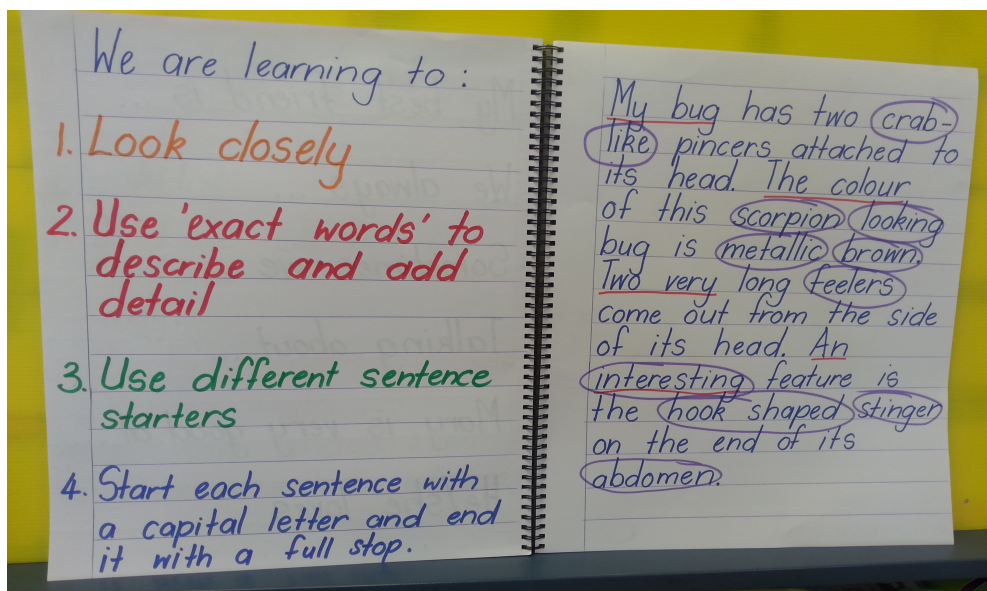 We are learning to:
1. Look closely
2. Use 'exact words' to
describe and add
detail
3. Use different sentence
starters
4. Start each sentence with
a capital letter and end
it with a full stop.
My bug has two crab-
like pincers attached to
its head. The colour
of this scorpion looking
bug is metallic brown.
Two very long feelers
come out from the side
of its head. An
interesting feature is
the hook shaped stinger
on the end of its
abdomen.